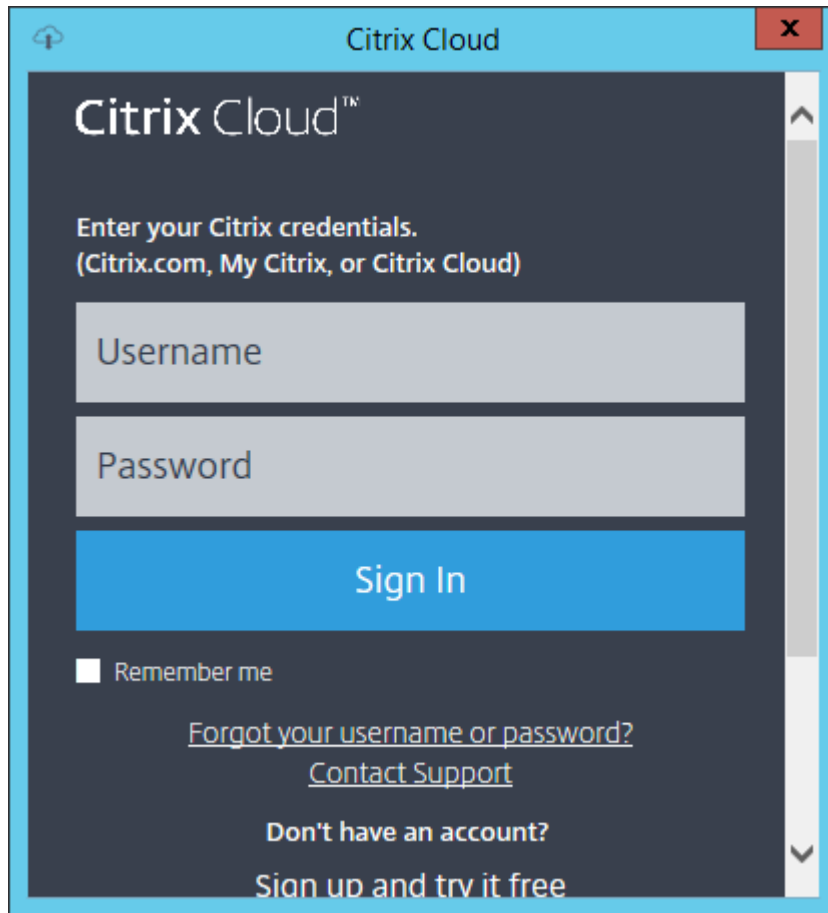 Citrix Cloud
x
Citrix Cloud™
Enter your Citrix credentials.
(Citrix.com, My Citrix, or Citrix Cloud)
Username
Password
Sign In
Remember me
Forgot your username or password?
Contact Support
Don't have an account?
Sign up and try it free